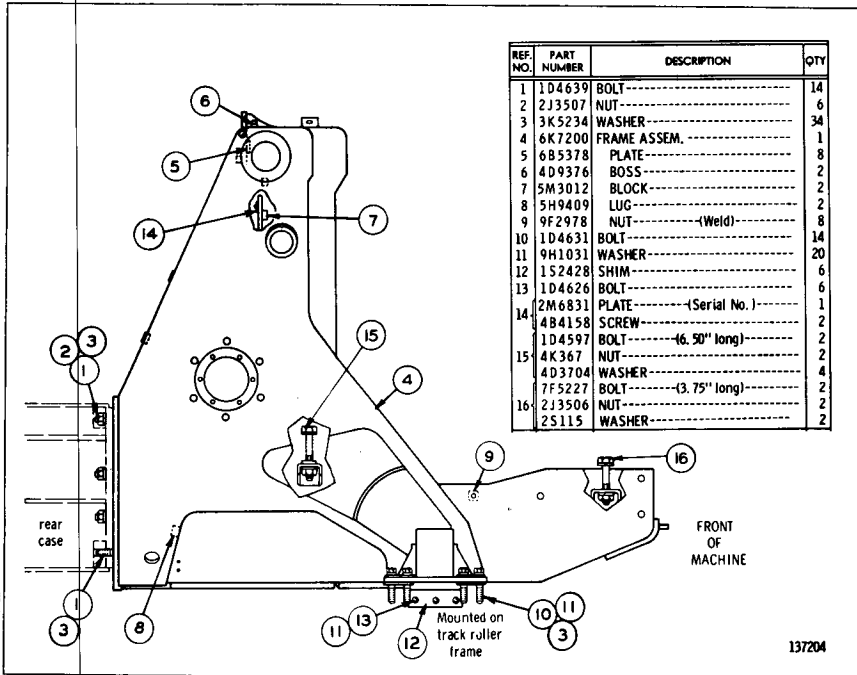 REF. NO. PART NUMBER DESCRIPTION QTY
1 1D4639 BOLT 14
2 2J3507 NUT 6
3 3K5234 WASHER 34
4 6K7200 FRAME ASSEM. 1
5 6B5378 PLATE 8
6 4D9376 BOSS 2
7 5M3012 BLOCK 2
8 5H9409 LUG 2
9 9F2978 NUT (Weld) 8
10 1D4631 BOLT 14
11 9H1031 WASHER 20
12 1S2428 SHIM 6
13 1D4626 BOLT 6
14 2M6831 PLATE (Serial No.) 1
4B4158 SCREW 2
15 1D4597 BOLT (6.50" long) 2
4K367 NUT 2
4D3704 WASHER 4
16 7F5227 BOLT (3.75" long) 2
2J3506 NUT 2
2S115 WASHER 2
6
5
14
7
15
2 3
1
4
9
16
rear
case
FRONT
OF
MACHINE
1
3
8
11 13
12
Mounted on
track roller
frame
10 11
3
137204